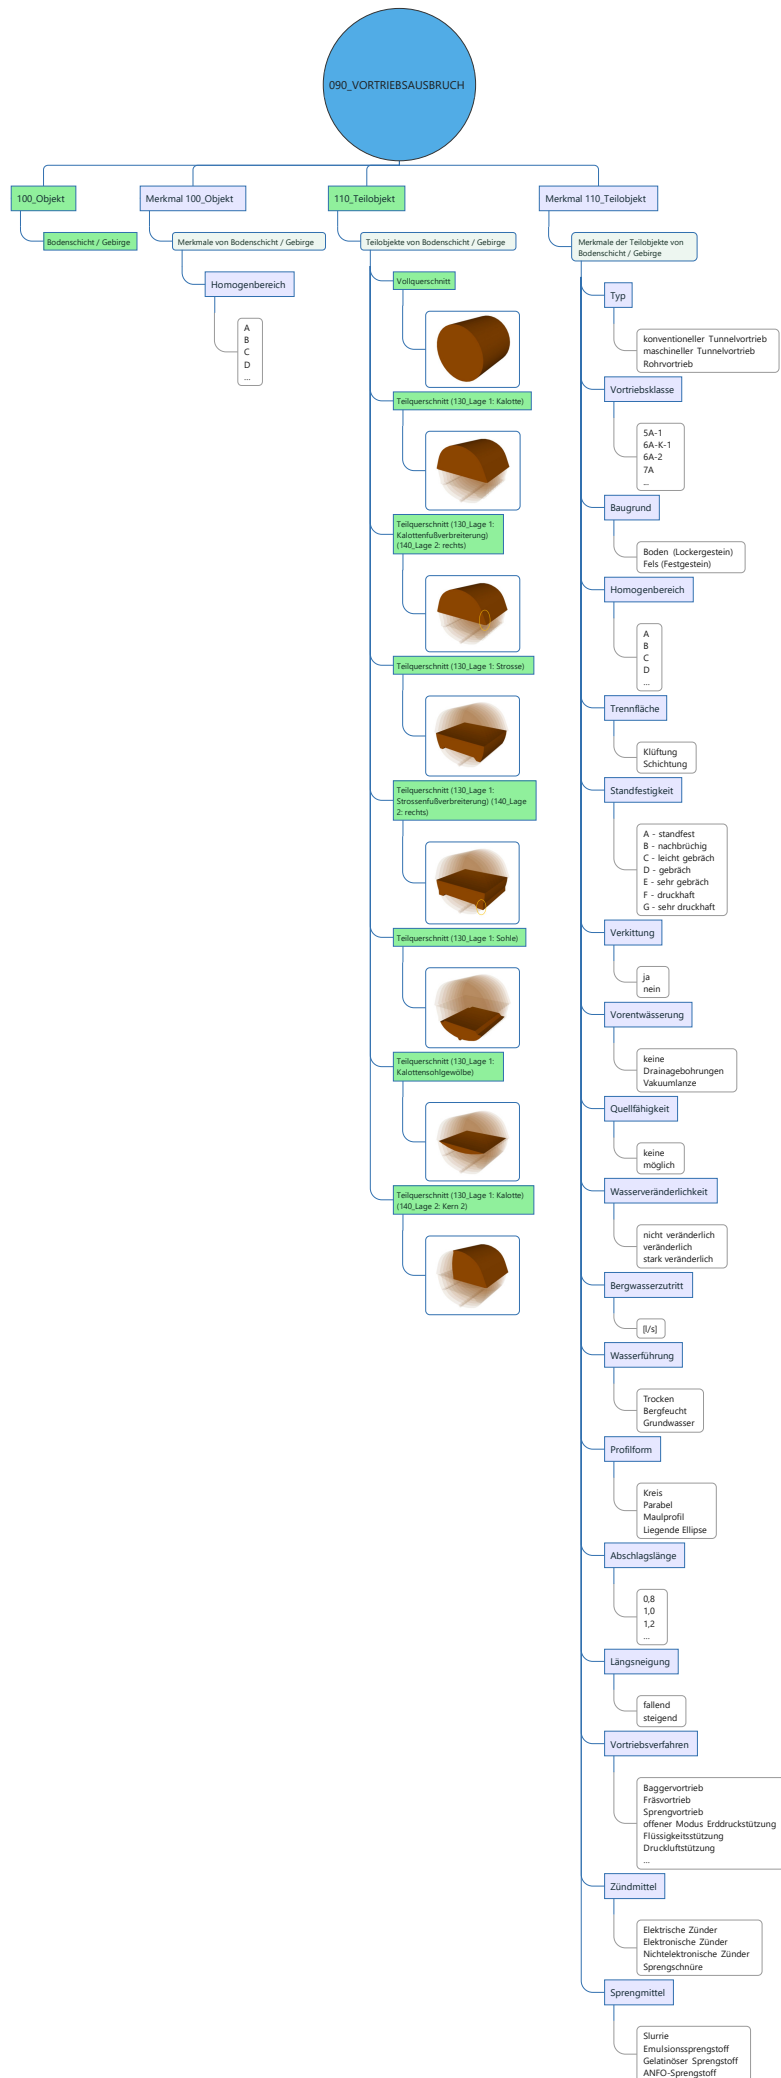 090_VORTRIEBSAUSBRUCH
100_Objekt
Bodenschicht / Gebirge
Merkmal 100_Objekt
Merkmale von Bodenschicht / Gebirge
Homogenbereich
A
B
C
D
...
110_Teilobjekt
Teilobjekte von Bodenschicht / Gebirge
Vollquerschnitt
Teilquerschnitt (130_Lage 1: Kalotte)
Teilquerschnitt (130_Lage 1:
Kalottenfußverbreiterung)
(140_Lage 2: rechts)
Teilquerschnitt (130_Lage 1: Strosse)
Teilquerschnitt (130_Lage 1:
Strossenfußverbreiterung) (140_Lage
2: rechts)
Teilquerschnitt (130_Lage 1: Sohle)
Teilquerschnitt (130_Lage 1:
Kalottensohlgewölbe)
Teilquerschnitt (130_Lage 1: Kalotte)
(140_Lage 2: Kern 2)
Merkmal 110_Teilobjekt
Merkmale der Teilobjekte von
Bodenschicht / Gebirge
Typ
konventioneller Tunnelvortrieb
maschineller Tunnelvortrieb
Rohrvortrieb
Vortriebsklasse
5A-1
6A-K-1
6A-2
7A
...
Baugrund
Boden (Lockergestein)
Fels (Festgestein)
Homogenbereich
A
B
C
D
...
Trennfläche
Klüftung
Schichtung
Standfestigkeit
A - standfest
B - nachbrüchig
C - leicht gebräch
D - gebräch
E - sehr gebräch
F - druckhaft
G - sehr druckhaft
Verkittung
ja
nein
Vorentwässerung
keine
Drainagebohrungen
Vakuumlanze
Quellfähigkeit
keine
möglich
Wasserveränderlichkeit
nicht veränderlich
veränderlich
stark veränderlich
Bergwasserzutritt
[l/s]
Wasserführung
Trocken
Bergfeucht
Grundwasser
Profilform
Kreis
Parabel
Maulprofil
Liegende Ellipse
Abschlagslänge
0,8
1,0
1,2
...
Längsneigung
fallend
steigend
Vortriebsverfahren
Baggervortrieb
Fräsvortrieb
Sprengvortrieb
offener Modus Erddruckstützung
Flüssigkeitsstützung
Druckluftstützung
...
Zündmittel
Elektrische Zünder
Elektronische Zünder
Nichtelektronische Zünder
Sprengschnüre
Sprengmittel
Slurrie
Emulsionssprengstoff
Gelatinöser Sprengstoff
ANFO-Sprengstoff